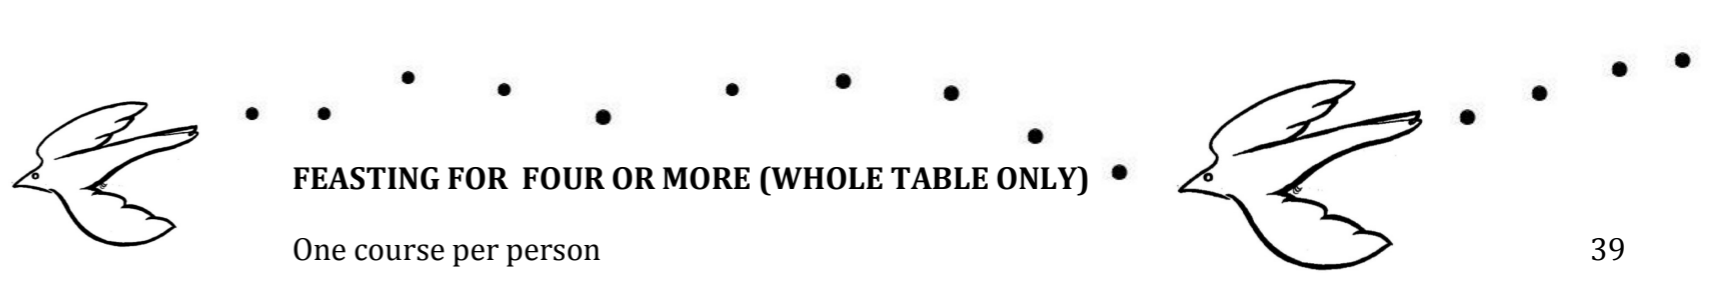 FEASTING FOR FOUR OR MORE (WHOLE TABLE ONLY)
One course per person 39